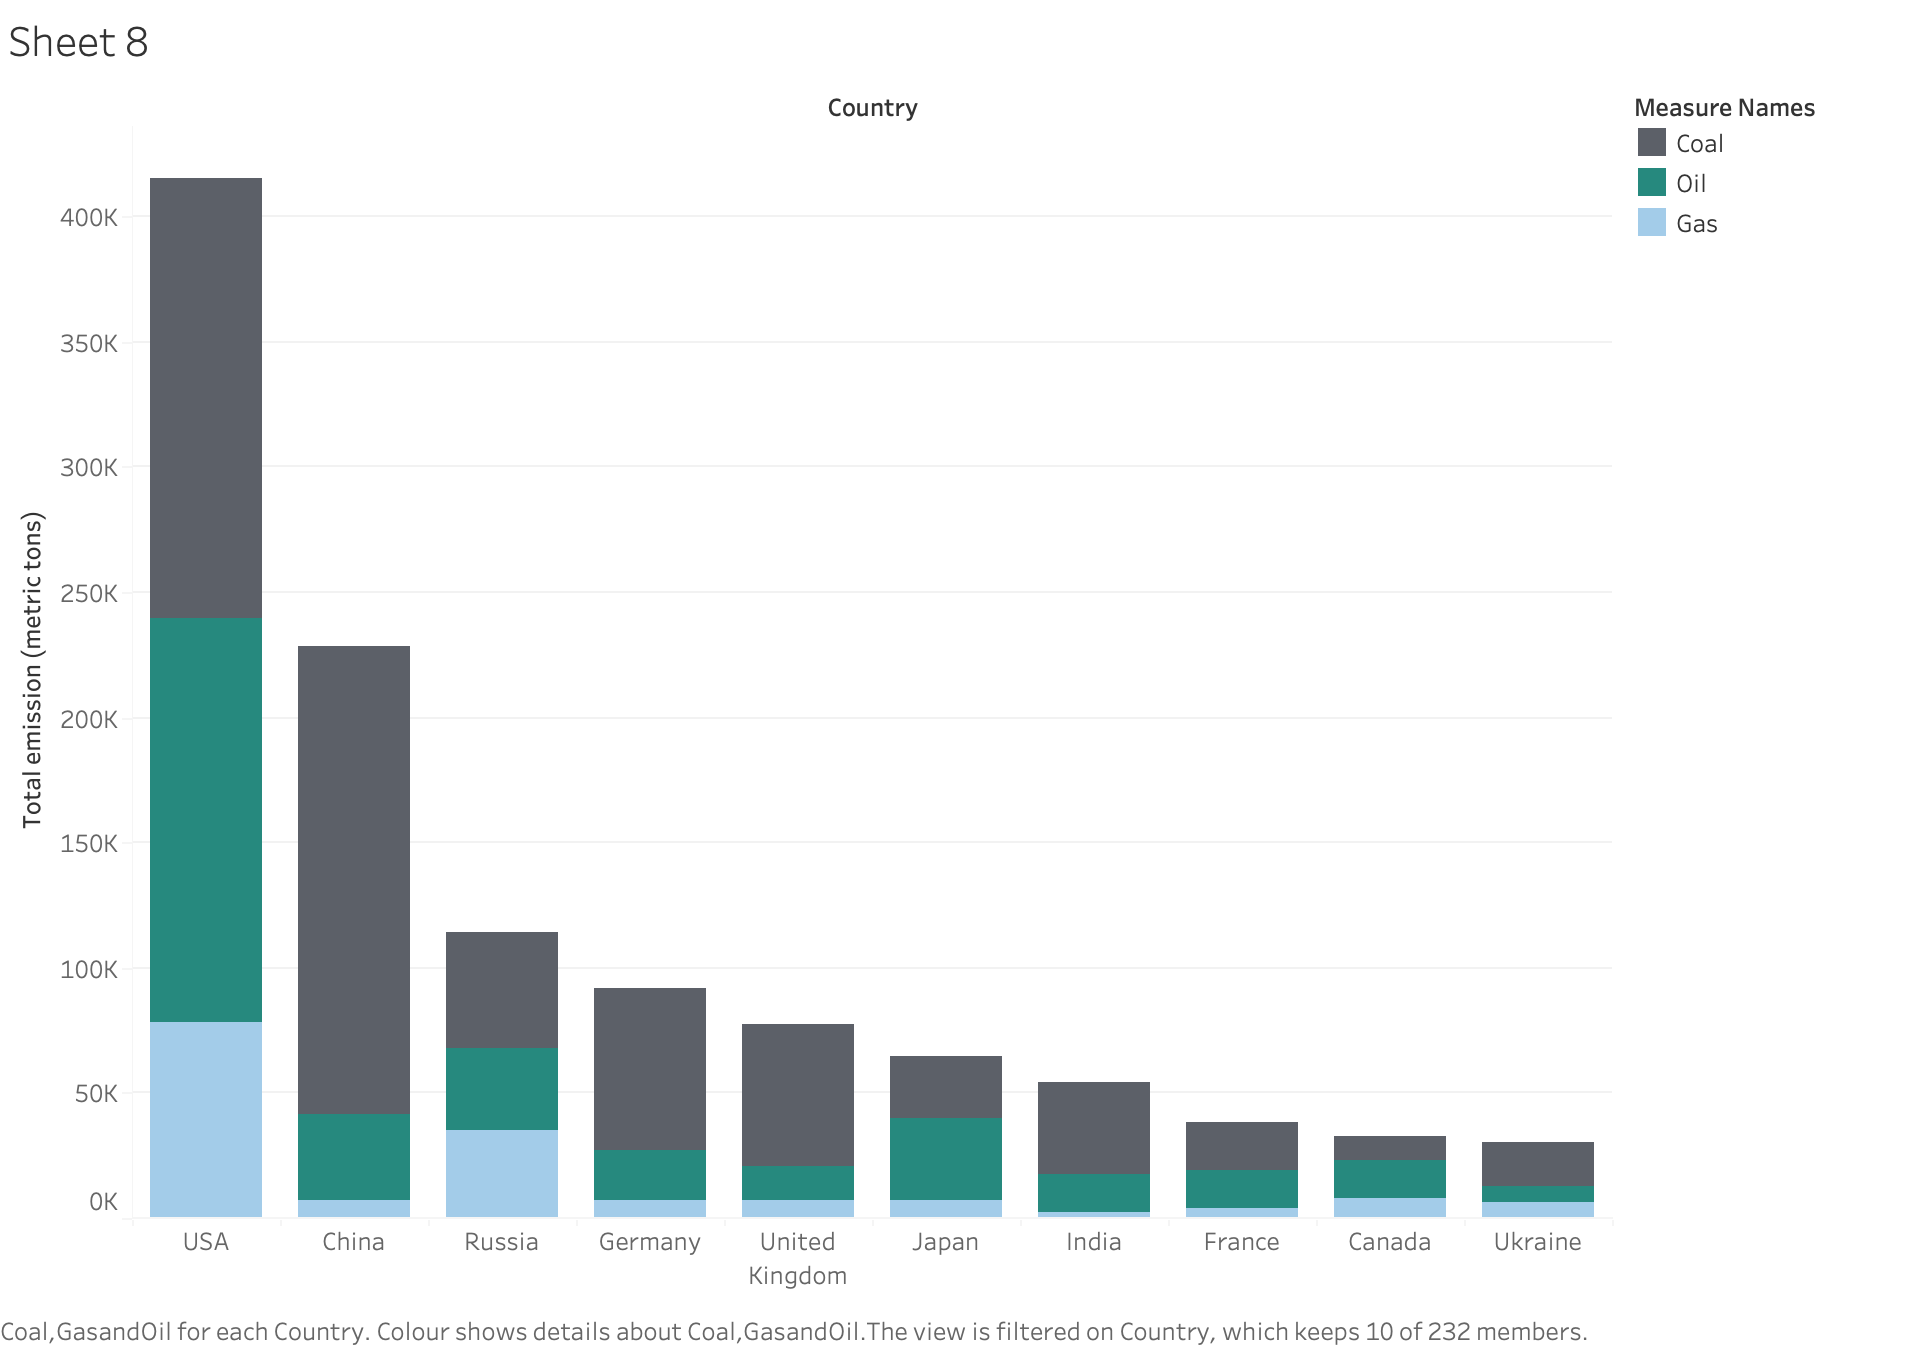 Sheet 8
Country
Measure Names
Coal
Oil
Gas
Total emission (metric tons)
400K
350K
300K
250K
200K
150K
100K
50K
0K
USA China Russia Germany United Kingdom Japan India France Canada Ukraine
Coal,GasandOil for each Country. Colour shows details about Coal,GasandOil.The view is filtered on Country, which keeps 10 of 232 members.